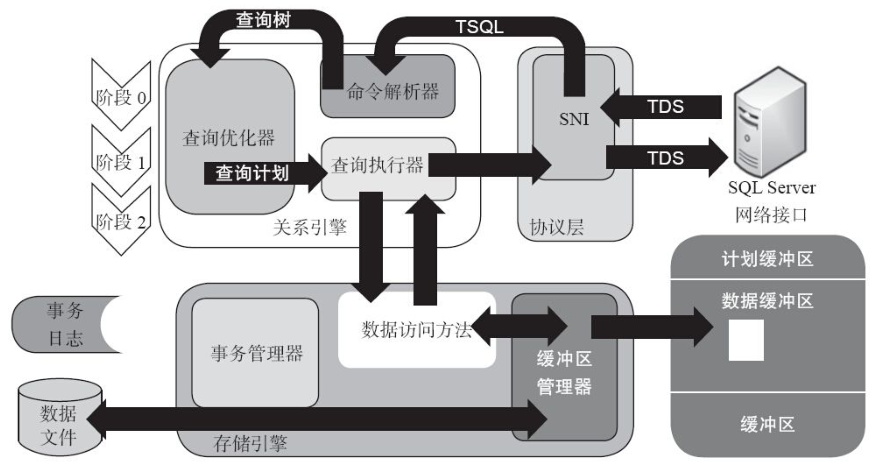 查询树
TSQL
阶段 0
命令解析器
SNI
TDS
查询优化器
阶段 1
查询计划
查询执行器
TDS
SQL Server
网络接口
阶段 2
关系引擎
协议层
计划缓冲区
数据缓冲区
事务
日志
数据访问方法
事务管理器
缓冲区
管理器
数据
文件
缓冲区
存储引擎